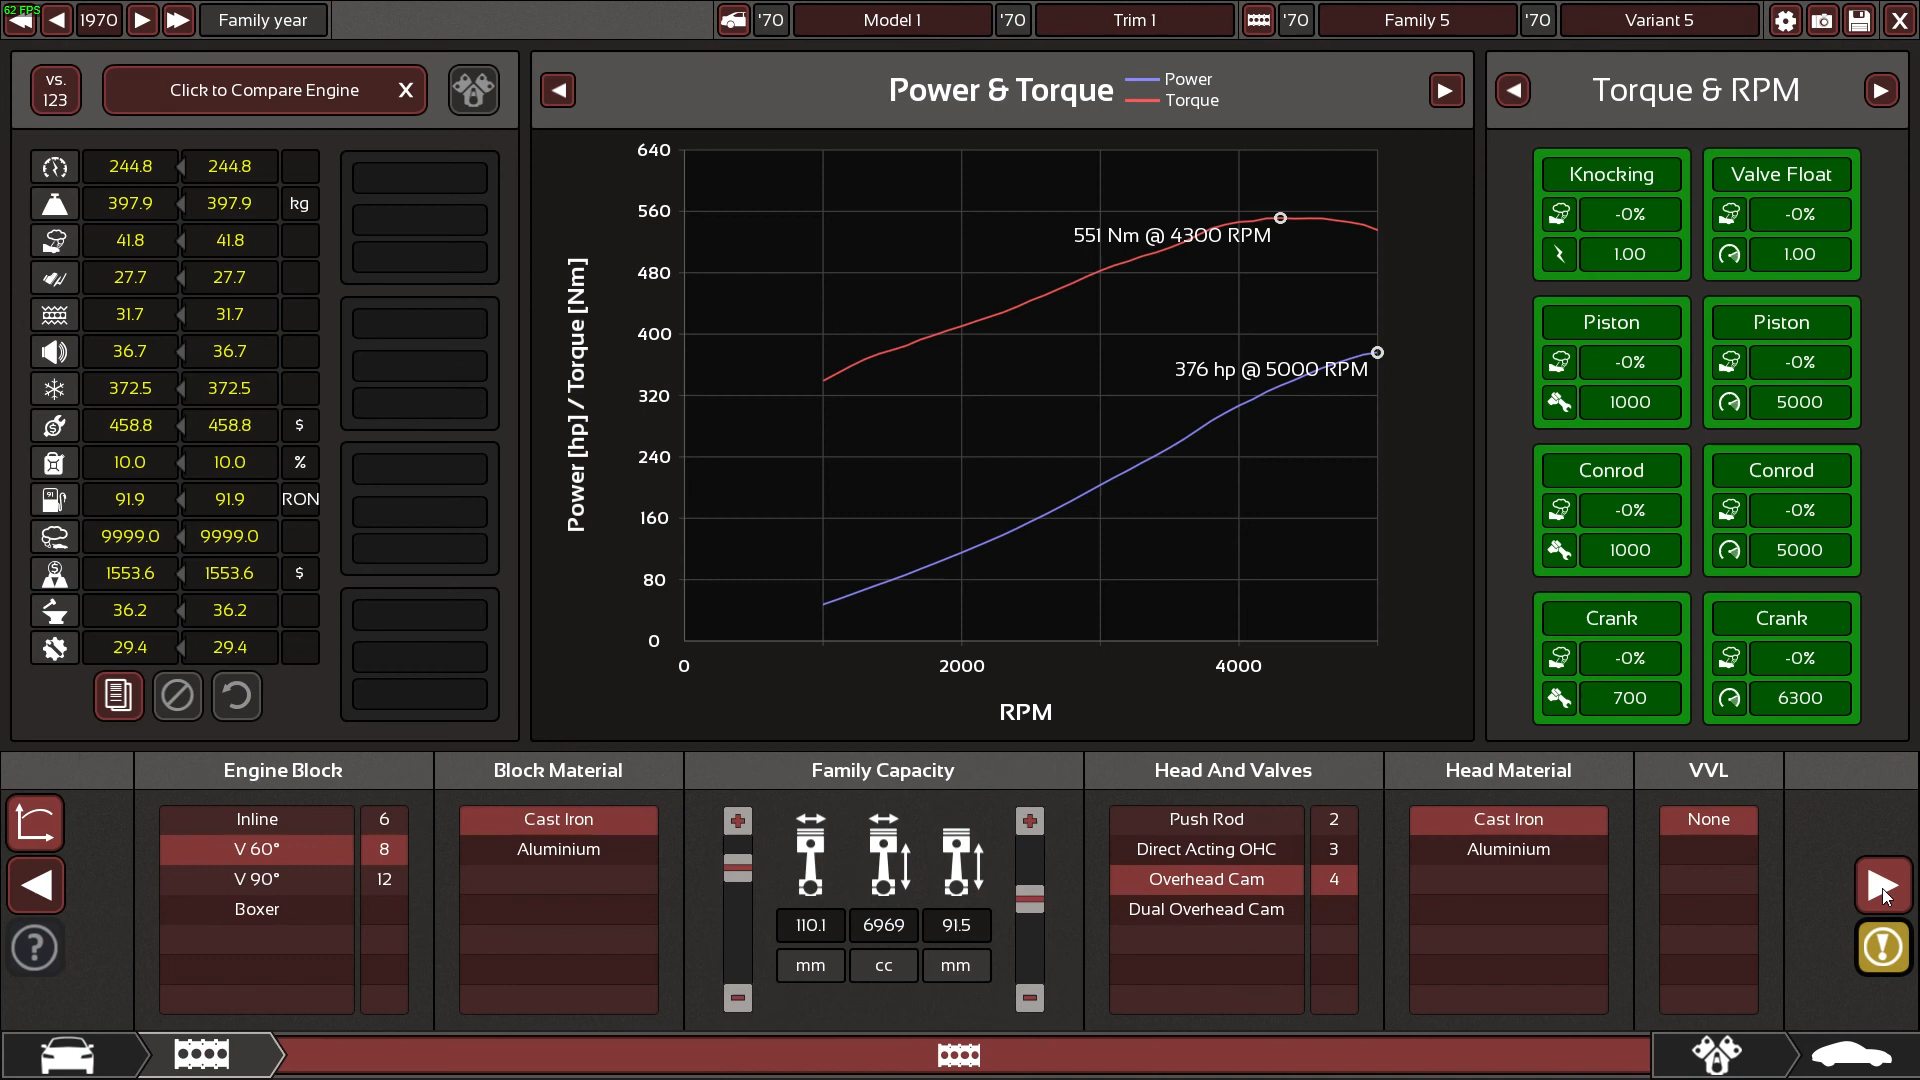 62 FPS
1970
Family year
'70
Model 1
'70
Trim 1
'70
Family 5
'70
Variant 5
X
vs.
123
Click to Compare Engine
X
244.8 244.8
397.9 397.9 kg
41.8 41.8
27.7 27.7
31.7 31.7
36.7 36.7
372.5 372.5
458.8 458.8 $
10.0 10.0 %
91.9 91.9 RON
9999.0 9999.0
1553.6 1553.6 $
36.2 36.2
29.4 29.4
Power & Torque
Power
Torque
Power [hp] / Torque [Nm]
640
560
480
400
320
240
160
80
0
551 Nm @ 4300 RPM
376 hp @ 5000 RPM
0 2000 4000
RPM
Torque & RPM
Knocking Valve Float
-0% -0%
1.00 1.00
Piston Piston
-0% -0%
1000 5000
Conrod Conrod
-0% -0%
1000 5000
Crank Crank
-0% -0%
700 6300
Engine Block
Inline 6
V 60° 8
V 90° 12
Boxer
Block Material
Cast Iron
Aluminium
Family Capacity
110.1 6969 91.5
mm cc mm
Head And Valves
Push Rod 2
Direct Acting OHC 3
Overhead Cam 4
Dual Overhead Cam
Head Material
Cast Iron
Aluminium
VVL
None